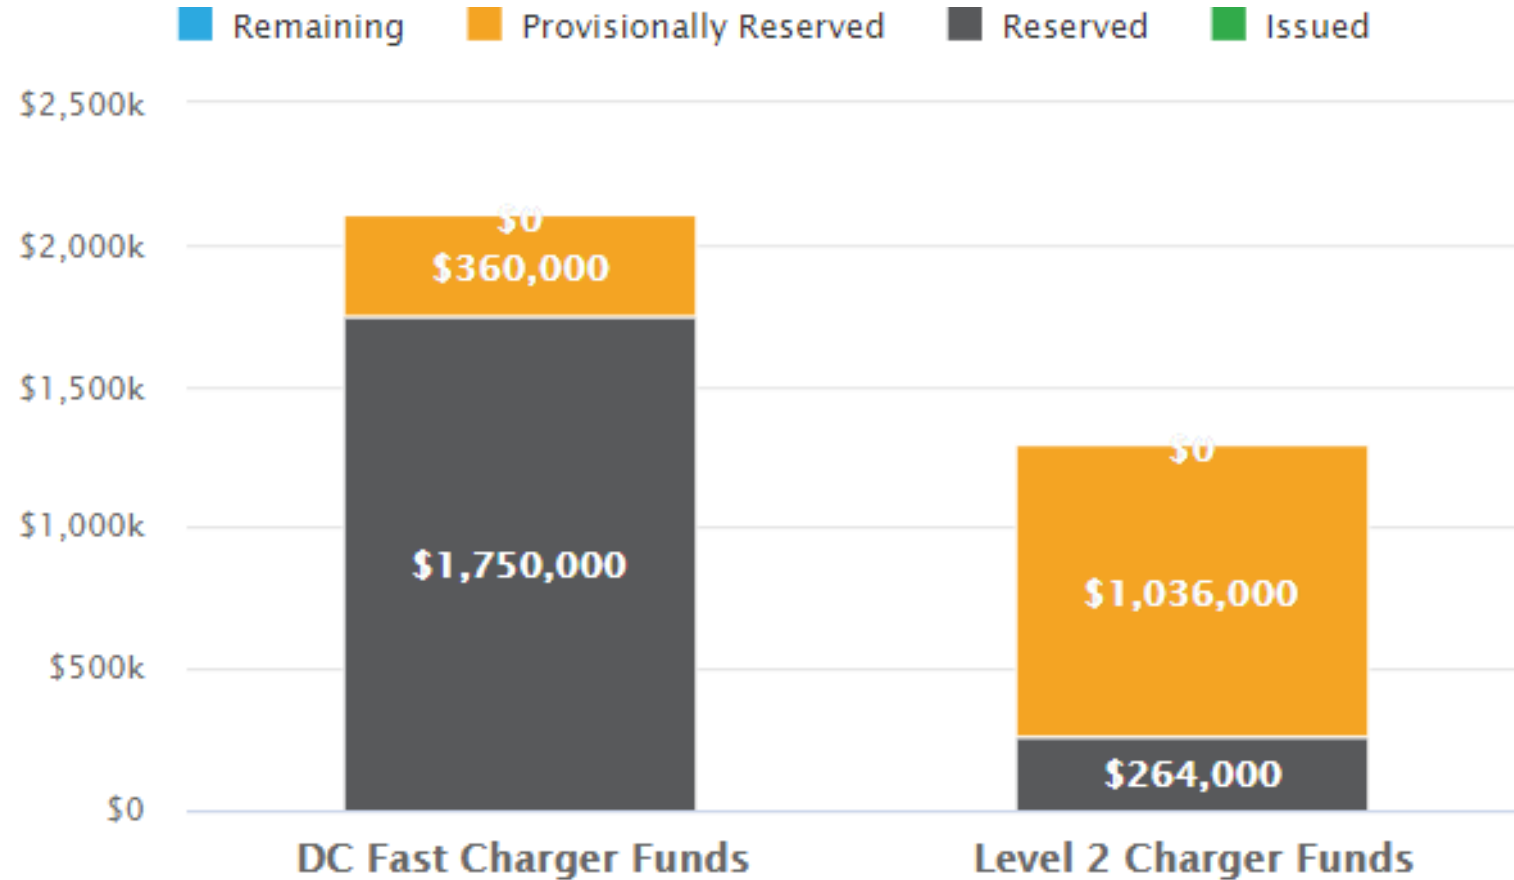 Remaining Provisionally Reserved Reserved Issued
$2,500k
$0
$2,000k
$360,000
$1,500k
$0
$1,000k
$1,750,000
$1,036,000
$500k
$264,000
$0
DC Fast Charger Funds Level 2 Charger Funds